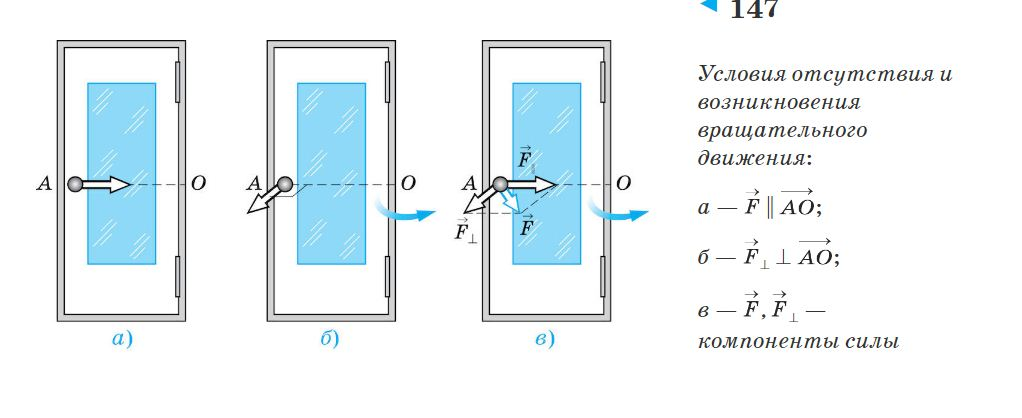 147
Условия отсутствия и
возникновения
вращательного
движения:
а — F⃗ ∥ AO⃗;
б — F⃗⊥ ⊥ AO⃗;
в — F⃗, F⃗⊥ —
компоненты силы
A O
A O
A F⃗∥ O
F⃗⊥ F⃗
а) б) в)